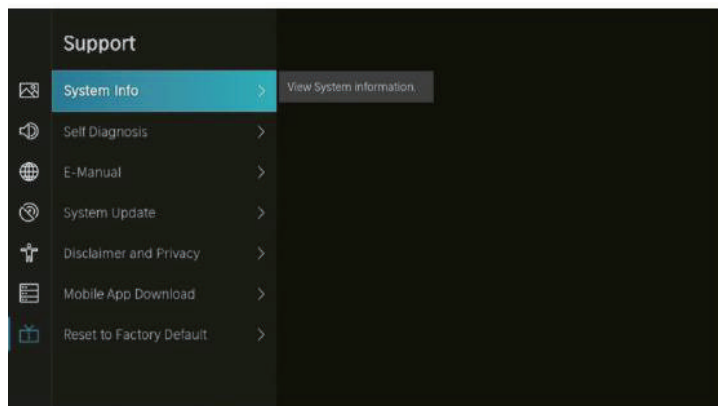 Support
System Info
View System information.
Self Diagnosis
E-Manual
System Update
Disclaimer and Privacy
Mobile App Download
Reset to Factory Default